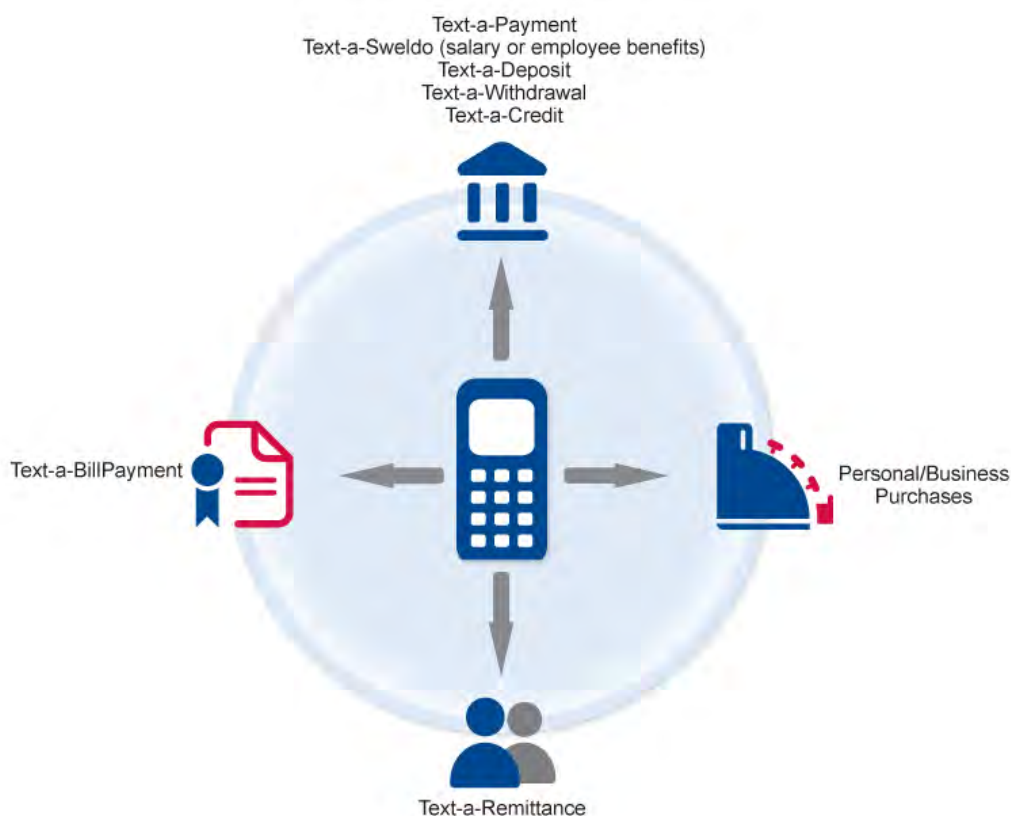 Text-a-Payment
Text-a-Sweldo (salary or employee benefits)
Text-a-Deposit
Text-a-Withdrawal
Text-a-Credit
Text-a-BillPayment
Personal/Business
Purchases
Text-a-Remittance